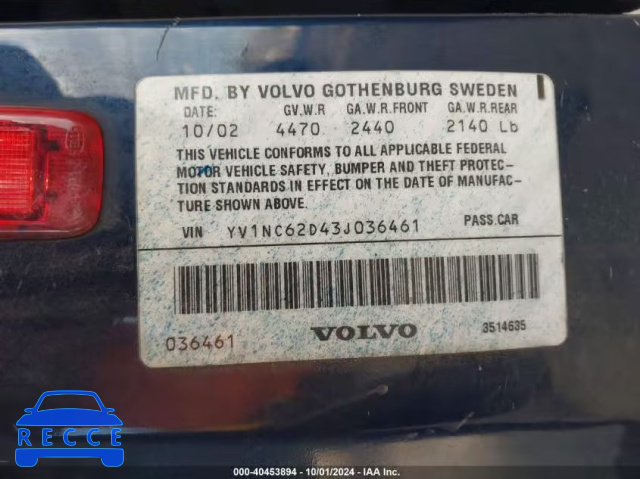 MFD. BY VOLVO GOTHENBURG SWEDEN
DATE: GV.W.R GA.W.R.FRONT GA.W.R.REAR
10/02 4470 2440 2140 Lb
THIS VEHICLE CONFORMS TO ALL APPLICABLE FEDERAL
MOTOR VEHICLE SAFETY, BUMPER AND THEFT PROTEC-
TION STANDARDS IN EFFECT ON THE DATE OF MANUFAC-
TURE SHOWN ABOVE.
VIN YV1NC62D43J036461 PASS.CAR
036461 VOLVO 3514635
RECCE
000-40453894 - 10/01/2024 - IAA Inc.